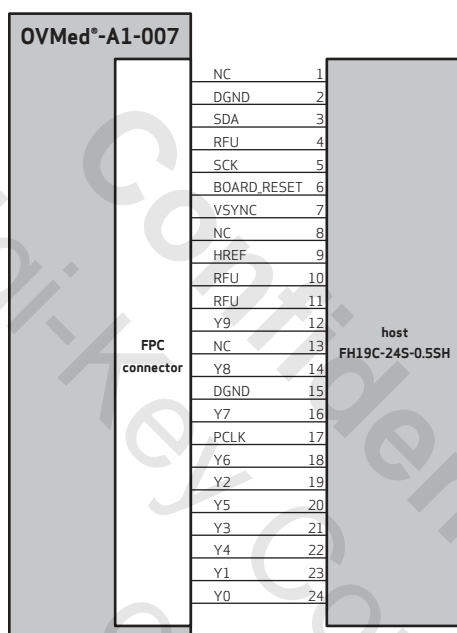 OVMed®-A1-007
NC 1
DGND 2
SDA 3
RFU 4
SCK 5
BOARD_RESET 6
VSYNC 7
NC 8
HREF 9
RFU 10
RFU 11
Y9 12
NC 13
Y8 14
DGND 15
Y7 16
PCLK 17
Y6 18
Y2 19
Y5 20
Y3 21
Y4 22
Y1 23
Y0 24
FPC
connector
host
FH19C-24S-0.5SH